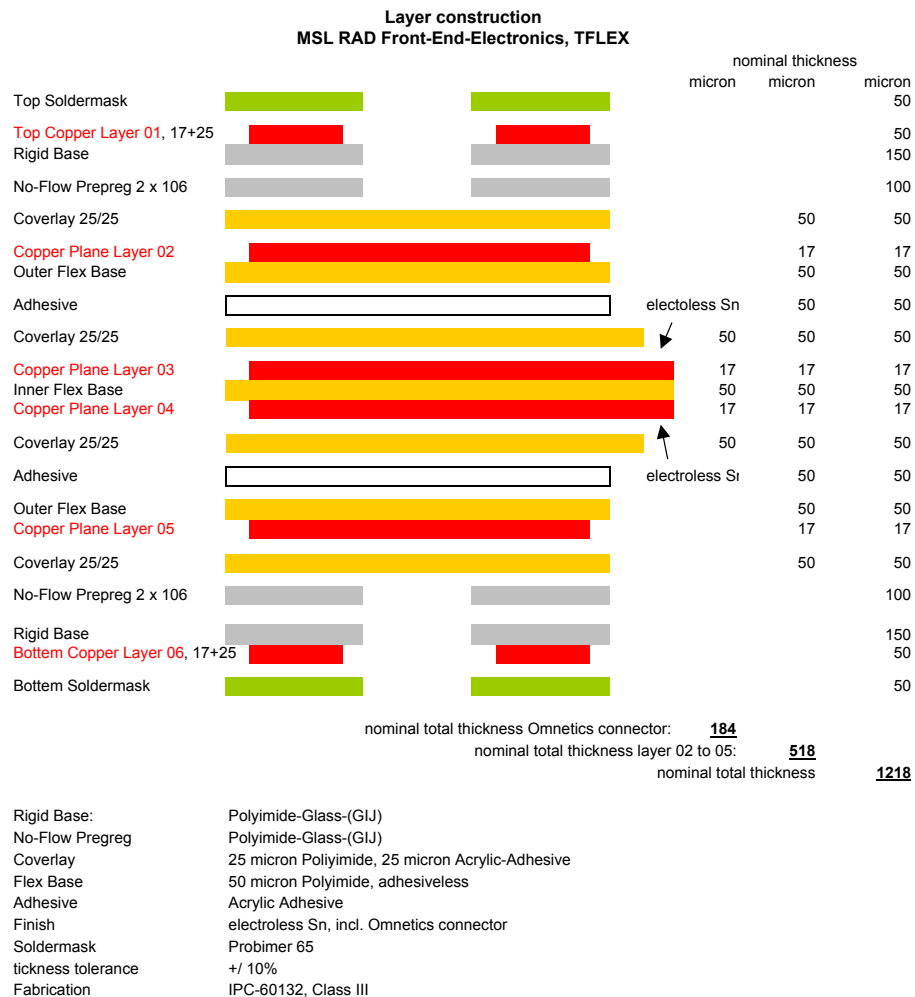 Layer construction
MSL RAD Front-End-Electronics, TFLEX
nominal thickness
micron micron micron
Top Soldermask 50
Top Copper Layer 01, 17+25 50
Rigid Base 150
No-Flow Prepreg 2 x 106 100
Coverlay 25/25 50 50
Copper Plane Layer 02 17 17
Outer Flex Base 50 50
Adhesive electoless Sn 50 50
Coverlay 25/25 50 50 50
Copper Plane Layer 03 17 17 17
Inner Flex Base 50 50 50
Copper Plane Layer 04 17 17 17
Coverlay 25/25 50 50 50
Adhesive electroless Sn 50 50
Outer Flex Base 50 50
Copper Plane Layer 05 17 17
Coverlay 25/25 50 50
No-Flow Prepreg 2 x 106 100
Rigid Base 150
Bottem Copper Layer 06, 17+25 50
Bottem Soldermask 50
nominal total thickness Omnetics connector: 184
nominal total thickness layer 02 to 05: 518
nominal total thickness 1218
Rigid Base: Polyimide-Glass-(GIJ)
No-Flow Pregreg Polyimide-Glass-(GIJ)
Coverlay 25 micron Poliyimide, 25 micron Acrylic-Adhesive
Flex Base 50 micron Polyimide, adhesiveless
Adhesive Acrylic Adhesive
Finish electroless Sn, incl. Omnetics connector
Soldermask Probimer 65
tickness tolerance +/ 10%
Fabrication IPC-60132, Class III